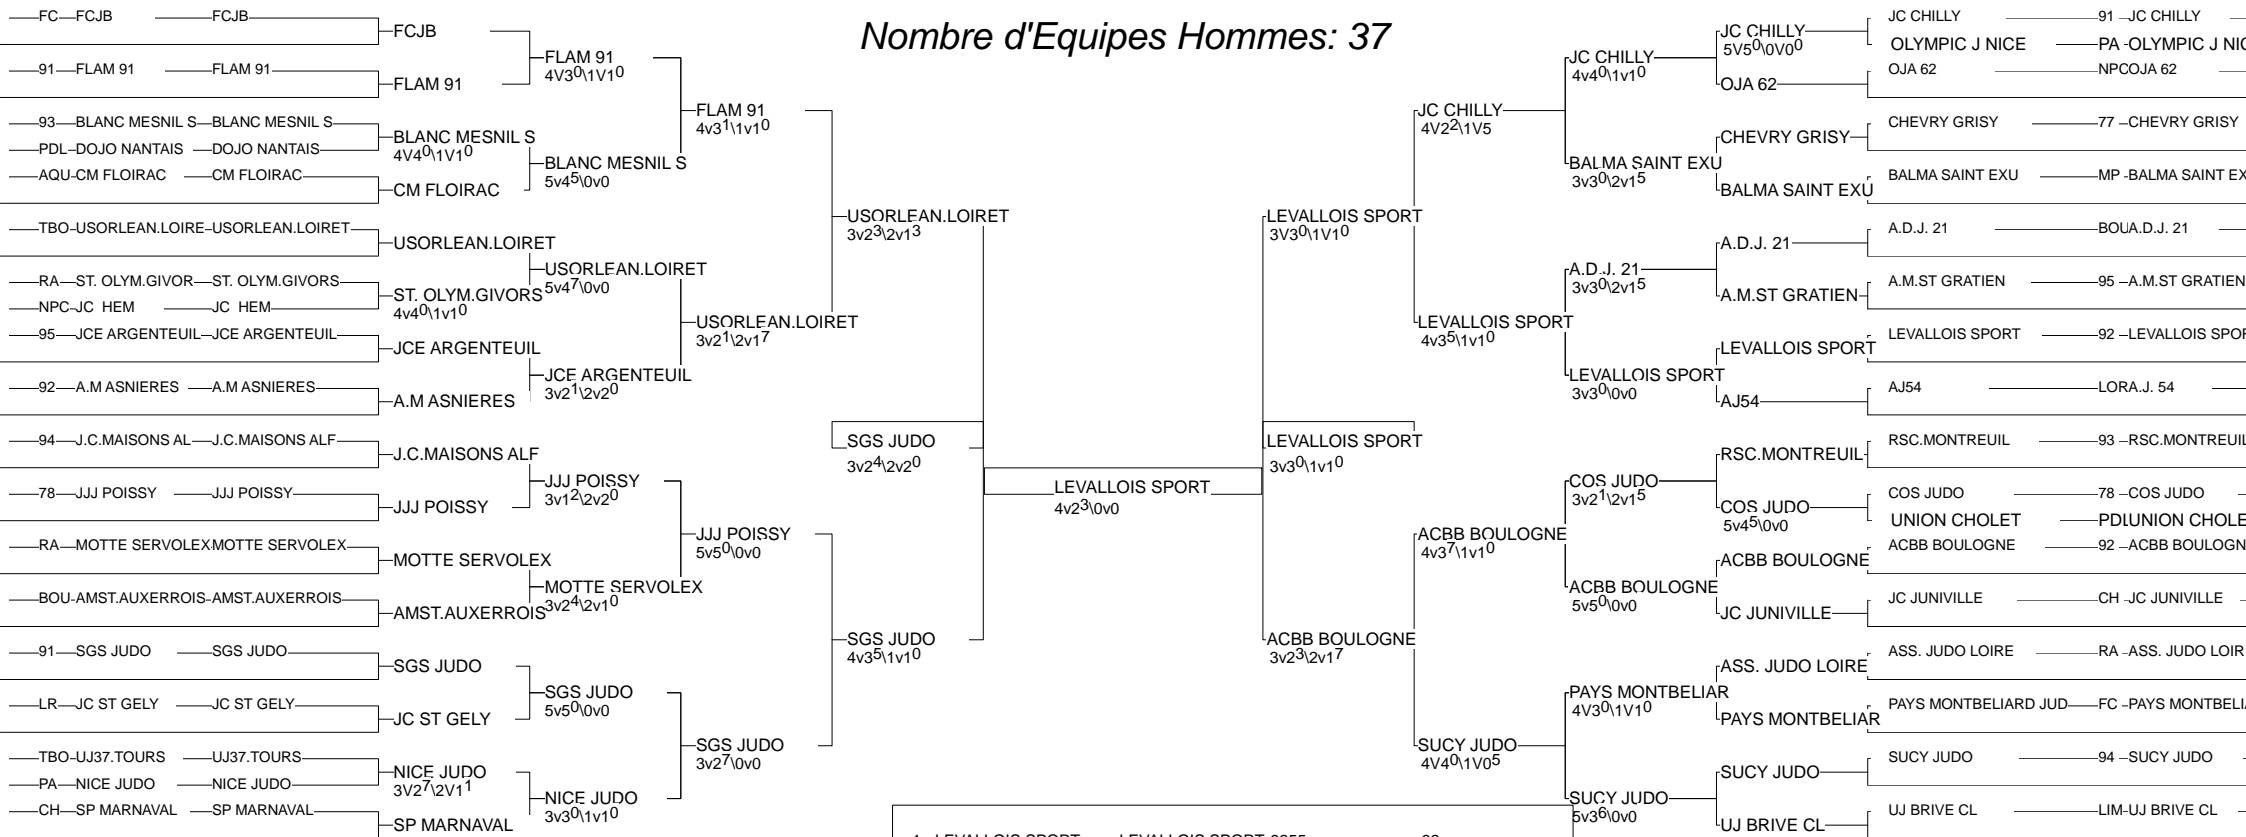 Nombre d'Equipes Hommes: 37
FC FCJB FCJB
91 FLAM 91 FLAM 91
93 BLANC MESNIL S BLANC MESNIL S
PDL DOJO NANTAIS DOJO NANTAIS
AQU CM FLOIRAC CM FLOIRAC
TBO USORLEAN.LOIRE USORLEAN.LOIRET
RA ST. OLYM.GIVOR ST. OLYM.GIVORS
NPC JC HEM JC HEM
95 JCE ARGENTEUIL JCE ARGENTEUIL
92 A.M ASNIERES A.M ASNIERES
94 J.C.MAISONS AL J.C.MAISONS ALF
78 JJJ POISSY JJJ POISSY
RA MOTTE SERVOLEX MOTTE SERVOLEX
BOU AMST.AUXERROIS AMST.AUXERROIS
91 SGS JUDO SGS JUDO
LR JC ST GELY JC ST GELY
TBO UJ37.TOURS UJ37.TOURS
PA NICE JUDO NICE JUDO
CH SP MARNAVAL SP MARNAVAL
FCJB
FLAM 91
BLANC MESNIL S
4V40\1V10
CM FLOIRAC
USORLEAN.LOIRET
ST. OLYM.GIVORS
4v40\1v10
JCE ARGENTEUIL
A.M ASNIERES
J.C.MAISONS ALF
JJJ POISSY
MOTTE SERVOLEX
AMST.AUXERROIS
SGS JUDO
JC ST GELY
NICE JUDO
3V27\2V11
SP MARNAVAL
FLAM 91
4V30\1V10
BLANC MESNIL S
5v45\0v0
USORLEAN.LOIRET
5v47\0v0
JCE ARGENTEUIL
3v21\2v20
JJJ POISSY
3v12\2v20
MOTTE SERVOLEX
3v24\2v10
SGS JUDO
5v50\0v0
NICE JUDO
3v30\1v10
FLAM 91
4v31\1v10
USORLEAN.LOIRET
3v21\2v17
JJJ POISSY
5v50\0v0
SGS JUDO
3v27\0v0
USORLEAN.LOIRET
3v23\2v13
SGS JUDO
3v24\2v20
SGS JUDO
4v35\1v10
LEVALLOIS SPORT
4v23\0v0
LEVALLOIS SPORT
3V30\1V10
LEVALLOIS SPORT
3v30\1v10
ACBB BOULOGNE
3v23\2v17
JC CHILLY
4V22\1V5
LEVALLOIS SPORT
4v35\1v10
ACBB BOULOGNE
4v37\1v10
SUCY JUDO
4V40\1V05
JC CHILLY
4v40\1v10
BALMA SAINT EXU
3v30\2v15
A.D.J. 21
3v30\2v15
LEVALLOIS SPORT
3v30\0v0
COS JUDO
3v21\2v15
ACBB BOULOGNE
5v50\0v0
PAYS MONTBELIAR
4V30\1V10
SUCY JUDO
5v36\0v0
JC CHILLY
5V50\0V00
OJA 62
CHEVRY GRISY
BALMA SAINT EXU
A.D.J. 21
A.M.ST GRATIEN
LEVALLOIS SPORT
AJ54
RSC.MONTREUIL
COS JUDO
5v45\0v0
ACBB BOULOGNE
JC JUNIVILLE
ASS. JUDO LOIRE
PAYS MONTBELIAR
SUCY JUDO
UJ BRIVE CL
JC CHILLY 91 JC CHILLY
OLYMPIC J NICE PA OLYMPIC J NIC
OJA 62 NPC OJA 62
CHEVRY GRISY 77 CHEVRY GRISY
BALMA SAINT EXU MP BALMA SAINT EX
A.D.J. 21 BOU A.D.J. 21
A.M.ST GRATIEN 95 A.M.ST GRATIEN
LEVALLOIS SPORT 92 LEVALLOIS SPOR
AJ54 LOR A.J. 54
RSC.MONTREUIL 93 RSC.MONTREUIL
COS JUDO 78 COS JUDO
UNION CHOLET PDL UNION CHOLE
ACBB BOULOGNE 92 ACBB BOULOGN
JC JUNIVILLE CH JC JUNIVILLE
ASS. JUDO LOIRE RA ASS. JUDO LOIR
PAYS MONTBELIARD JUD FC PAYS MONTBELIA
SUCY JUDO 94 SUCY JUDO
UJ BRIVE CL LIM UJ BRIVE CL